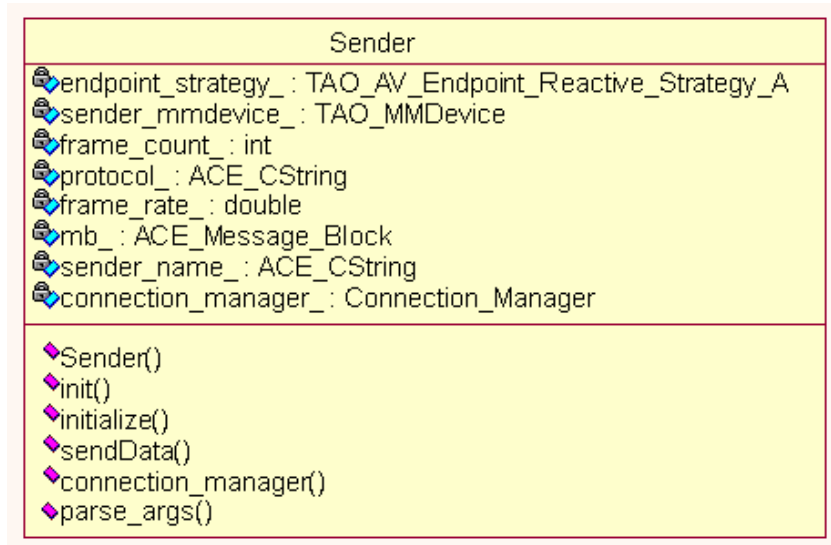 Sender
endpoint_strategy_ : TAO_AV_Endpoint_Reactive_Strategy_A
sender_mmdevice_ : TAO_MMDevice
frame_count_ : int
protocol_ : ACE_CString
frame_rate_ : double
mb_ : ACE_Message_Block
sender_name_ : ACE_CString
connection_manager_ : Connection_Manager
Sender()
init()
initialize()
sendData()
connection_manager()
parse_args()